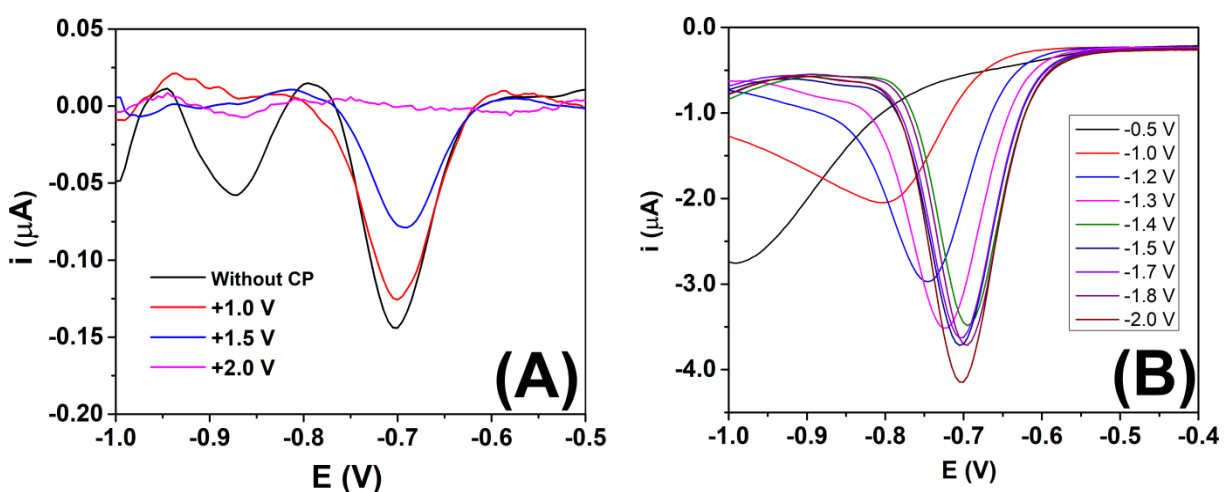 0.05
0.00
-0.05
-0.10
-0.15
-0.20
i (μA)
Without CP
+1.0 V
+1.5 V
+2.0 V
(A)
-1.0 -0.9 -0.8 -0.7 -0.6 -0.5
E (V)
0.0
-1.0
-2.0
-3.0
-4.0
i (μA)
-0.5 V
-1.0 V
-1.2 V
-1.3 V
-1.4 V
-1.5 V
-1.7 V
-1.8 V
-2.0 V
(B)
-1.0 -0.9 -0.8 -0.7 -0.6 -0.5 -0.4
E (V)